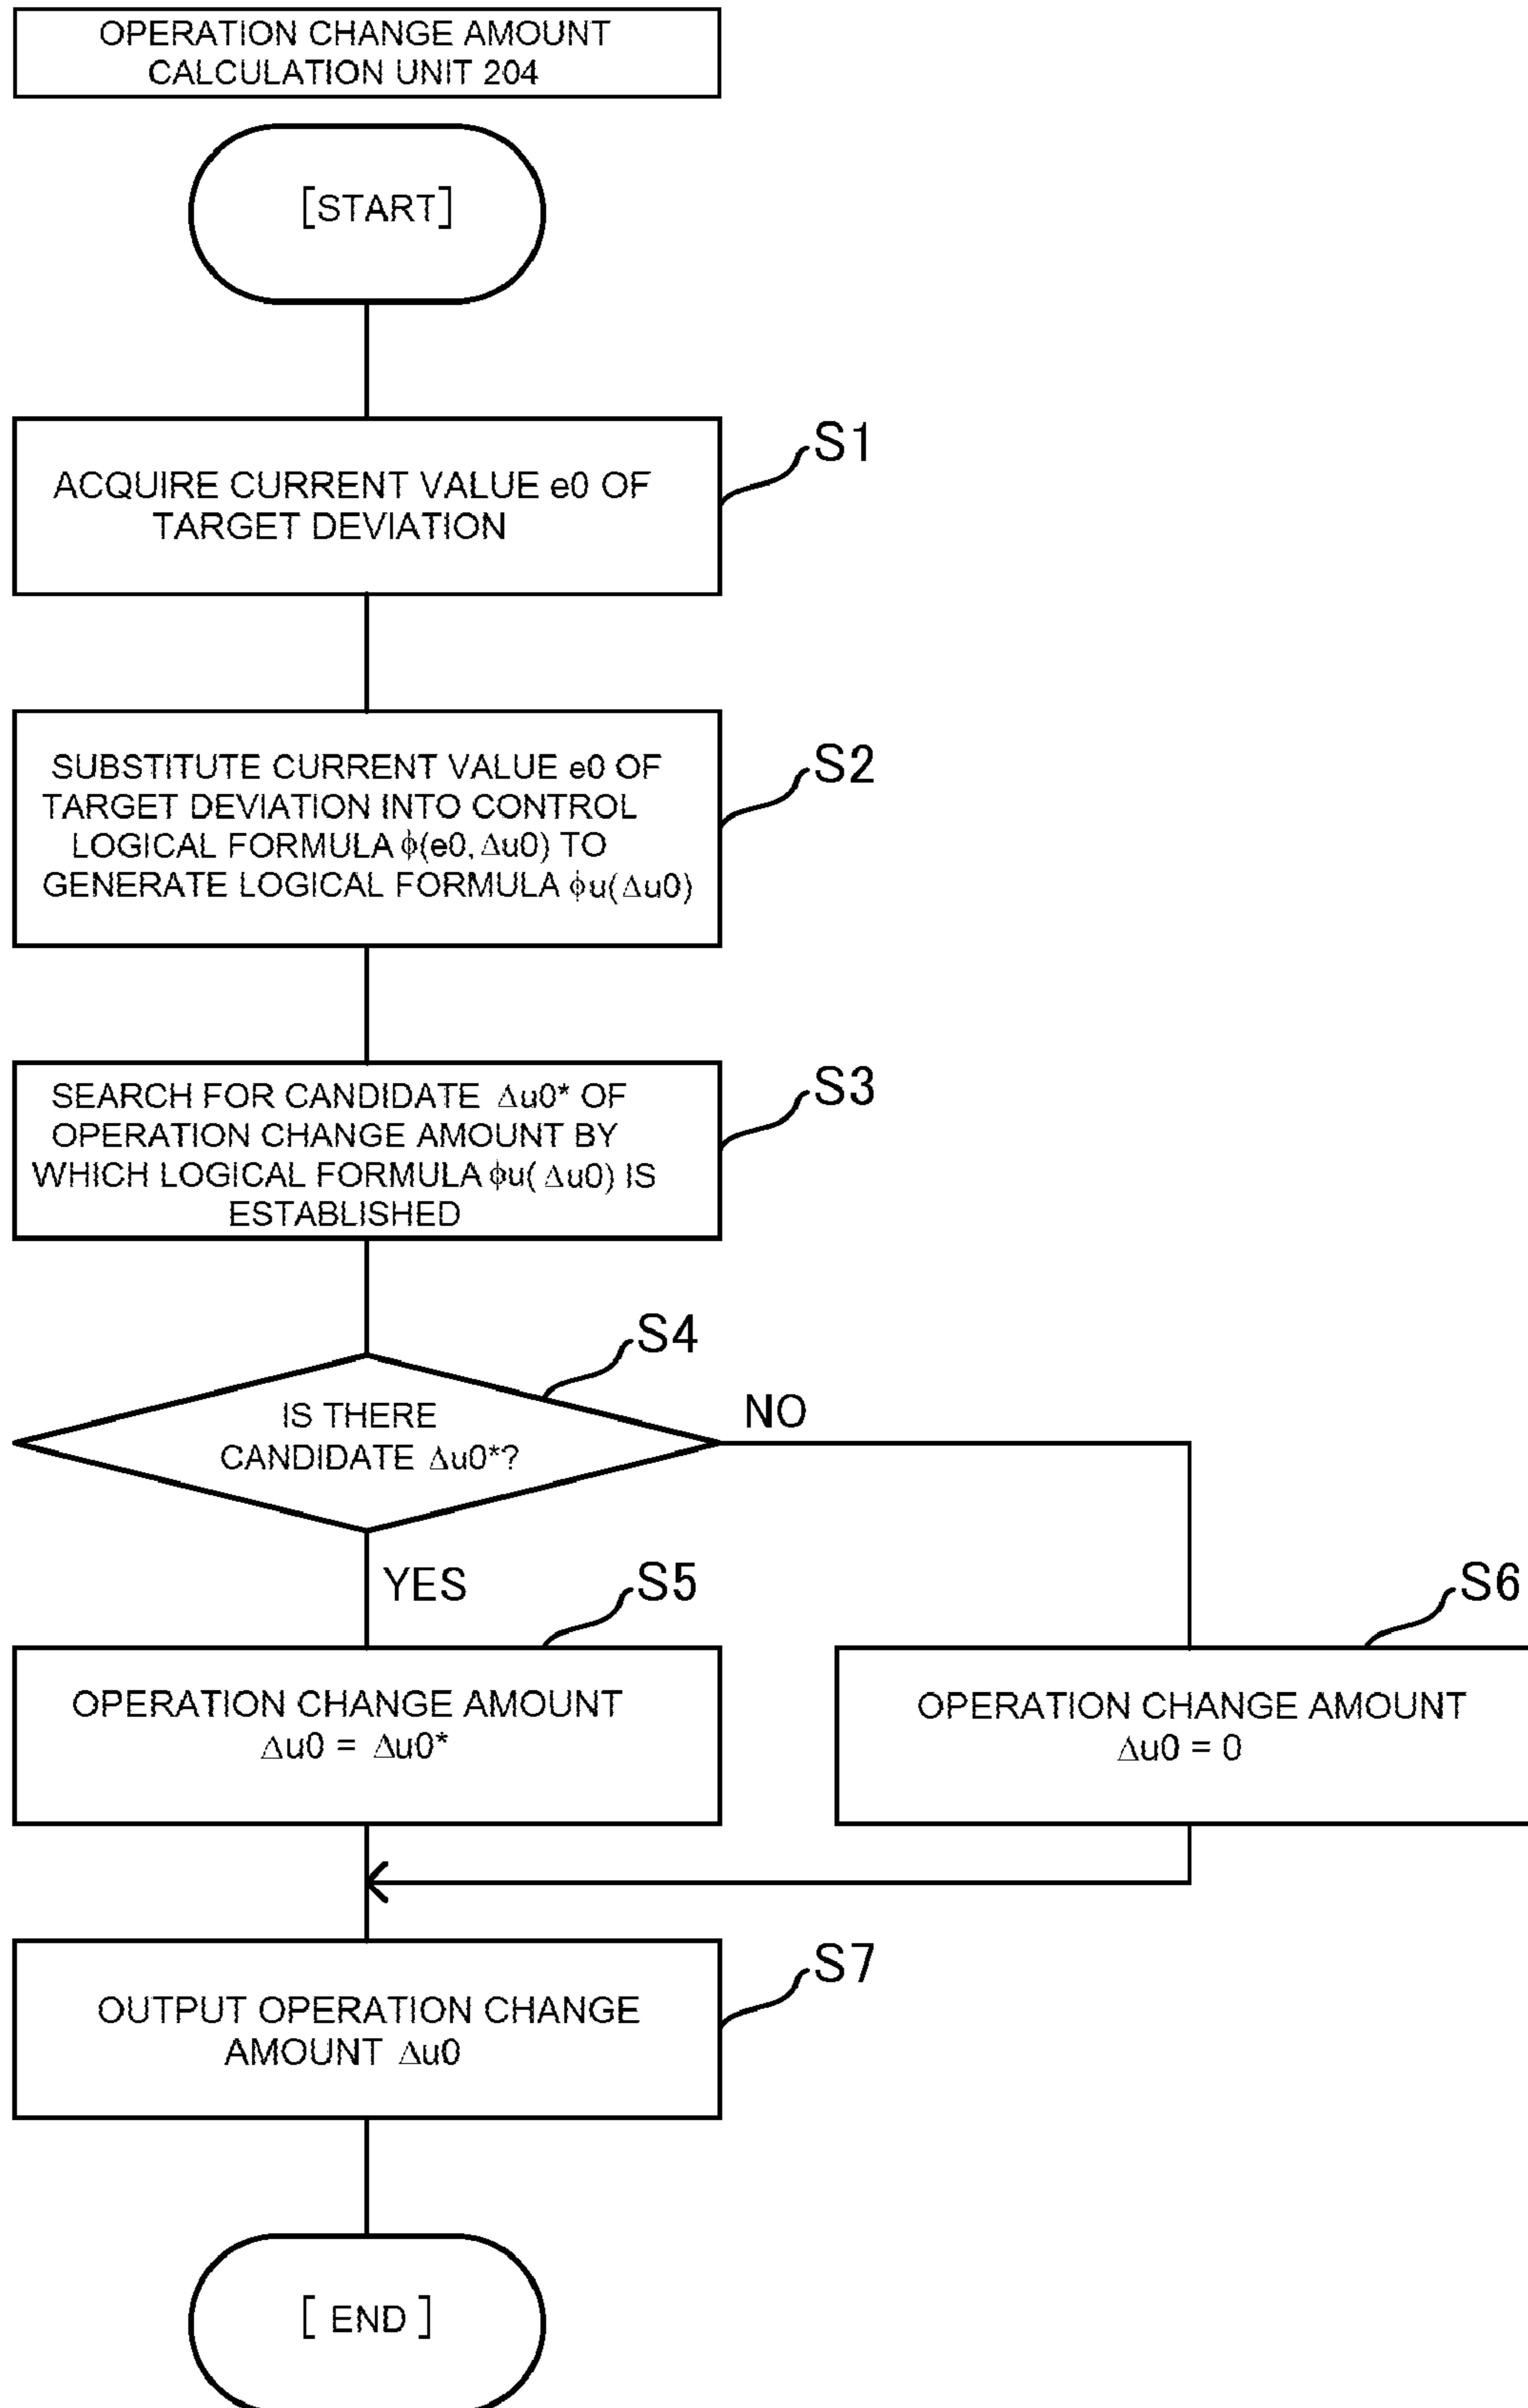 OPERATION CHANGE AMOUNT
CALCULATION UNIT 204
[START]
S1
ACQUIRE CURRENT VALUE e0 OF
TARGET DEVIATION
S2
SUBSTITUTE CURRENT VALUE e0 OF
TARGET DEVIATION INTO CONTROL
LOGICAL FORMULA ϕ(e0, Δu0) TO
GENERATE LOGICAL FORMULA ϕu(Δu0)
S3
SEARCH FOR CANDIDATE Δu0* OF
OPERATION CHANGE AMOUNT BY
WHICH LOGICAL FORMULA ϕu(Δu0) IS
ESTABLISHED
S4
IS THERE
CANDIDATE Δu0*?
NO
YES
S5
OPERATION CHANGE AMOUNT
Δu0 = Δu0*
S6
OPERATION CHANGE AMOUNT
Δu0 = 0
S7
OUTPUT OPERATION CHANGE
AMOUNT Δu0
[ END ]